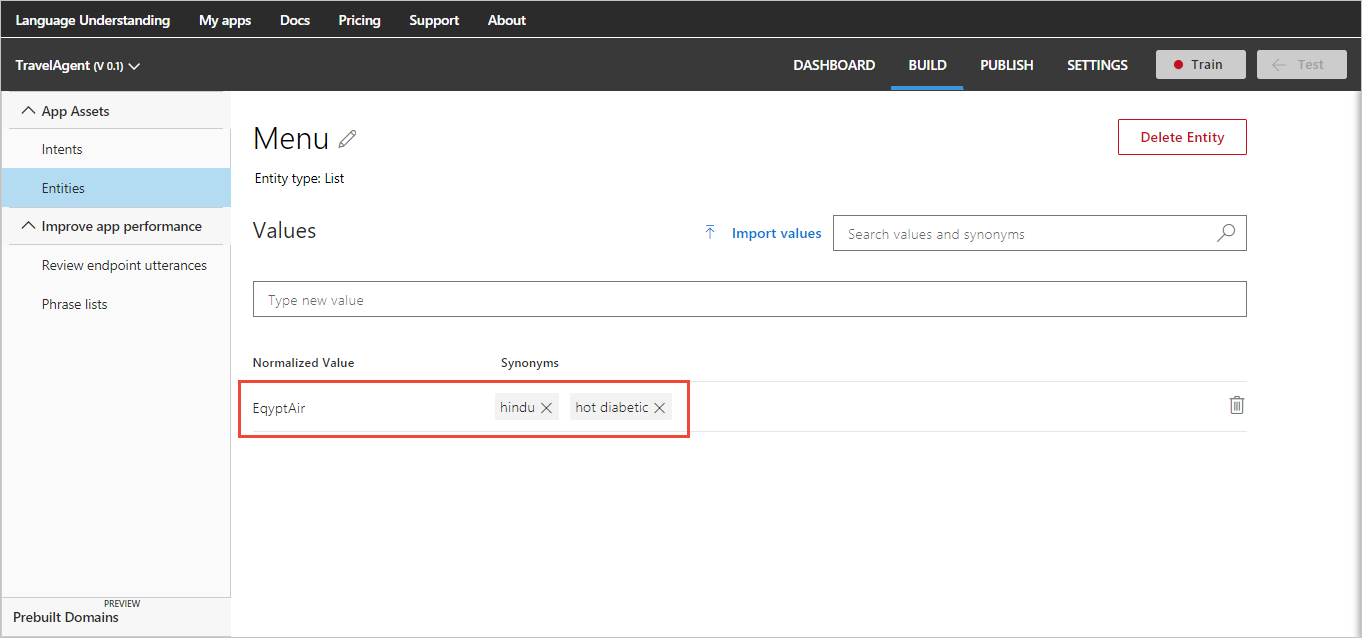 Language Understanding My apps Docs Pricing Support About
TravelAgent (V 0.1) DASHBOARD BUILD PUBLISH SETTINGS Train Test
App Assets
Intents
Entities
Improve app performance
Review endpoint utterances
Phrase lists
PREVIEW
Prebuilt Domains
Menu
Delete Entity
Entity type: List
Values
Import values
Search values and synonyms
Type new value
Normalized Value Synonyms
EqyptAir hindu hot diabetic